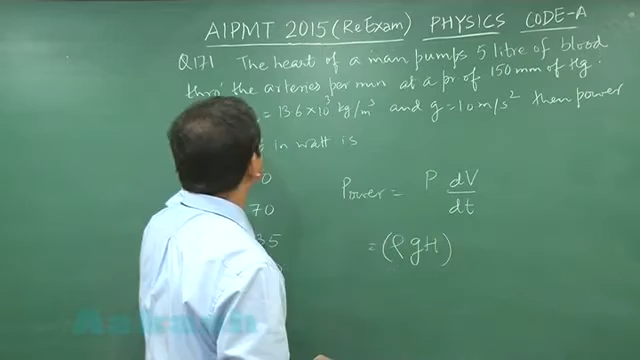 AIPMT 2015 (ReExam) PHYSICS CODE-A
Q171 The heart of a man pumps 5 litre of blood
thro' the arteries per min at a pr of 150 mm of Hg.
= 13.6 × 10³ kg/m³ and g = 10 m/s² then power
in watt is
Power = P dV/dt
70
= (ρgH)
35
Aakash